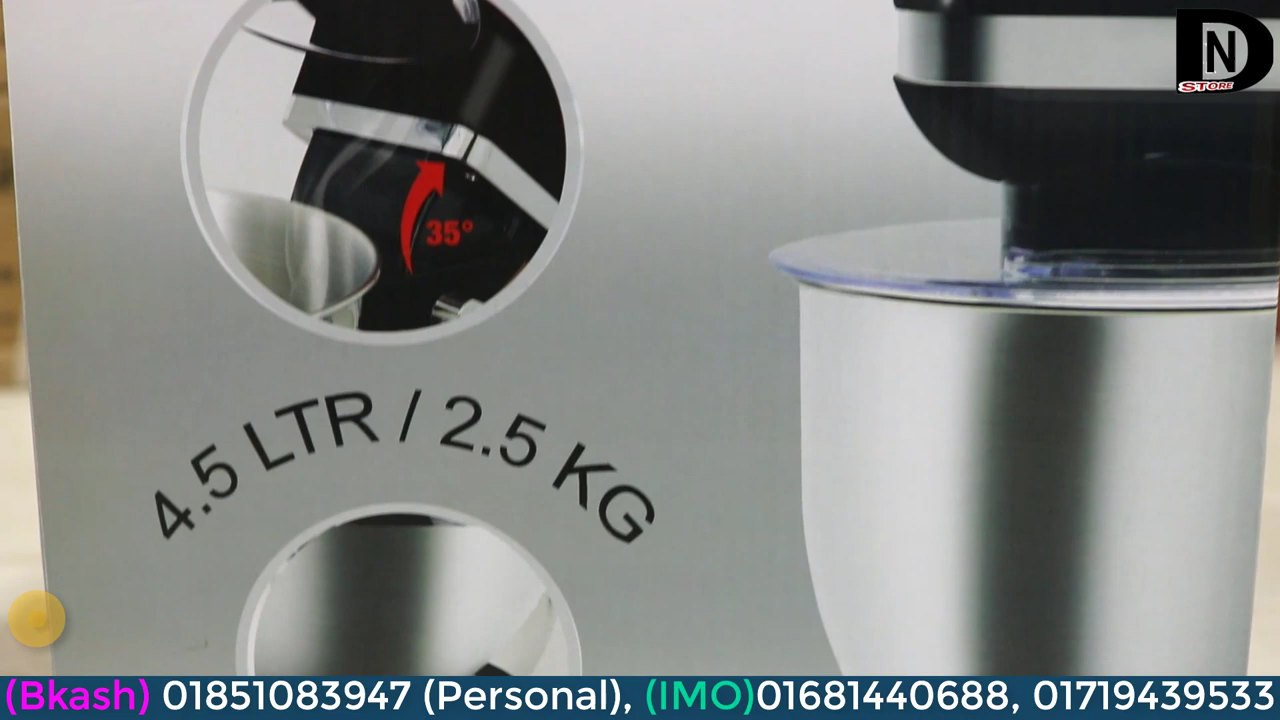 DN
STORE
35°
4.5 LTR / 2.5 KG
(Bkash) 01851083947 (Personal), (IMO)01681440688, 01719439533